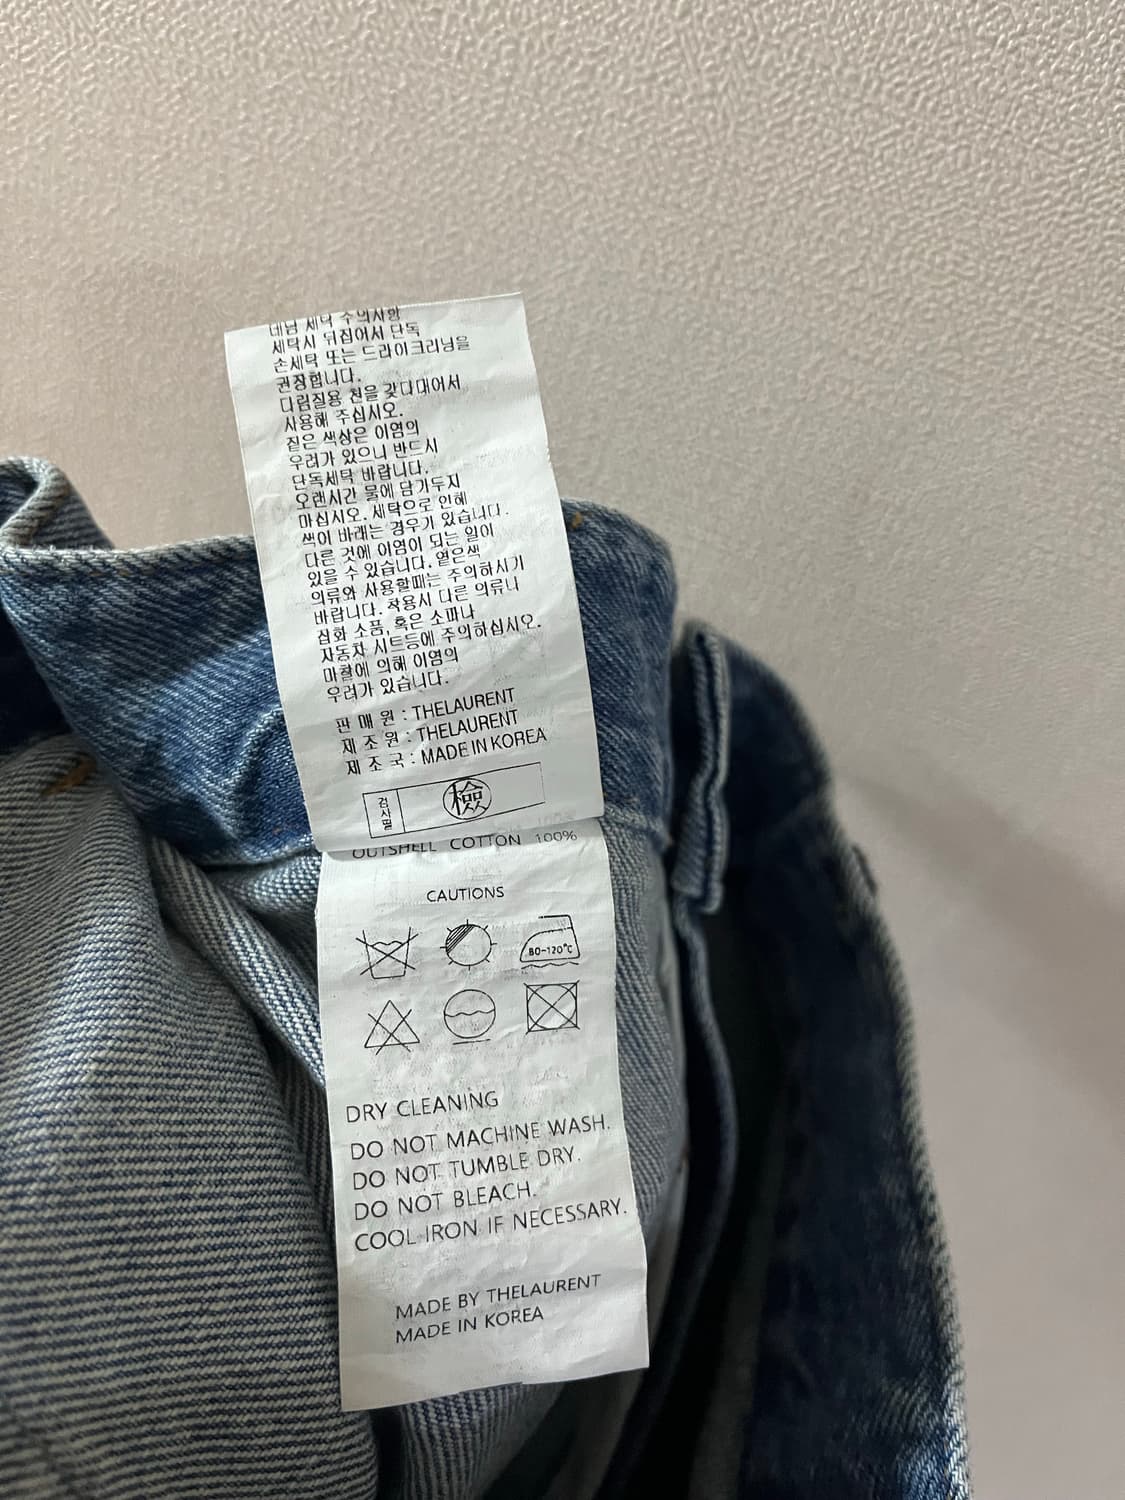 데님 세탁 주의사항
세탁시 뒤집어서 단독
손세탁 또는 드라이크리닝을
권장합니다.
다림질용 천을 갖다대어서
사용해 주십시오.
짙은 색상은 이염의
우려가 있으니 반드시
단독세탁 바랍니다.
오랜시간 물에 담가두지
마십시오. 세탁으로 인해
색이 바래는 경우가 있습니다.
다른 것에 이염이 되는 일이
있을 수 있습니다. 옅은색
의류와 사용할때는 주의하시기
바랍니다. 착용시 다른 의류나
잡화 소품, 혹은 소파나
자동차 시트등에 주의하십시오.
마찰에 의해 이염의
우려가 있습니다.
판 매 원 : THELAURENT
제 조 원 : THELAURENT
제 조 국 : MADE IN KOREA
검사필 檢
OUTSHELL COTTON 100%
CAUTIONS
80-120°C
DRY CLEANING
DO NOT MACHINE WASH.
DO NOT TUMBLE DRY.
DO NOT BLEACH.
COOL IRON IF NECESSARY.
MADE BY THELAURENT
MADE IN KOREA